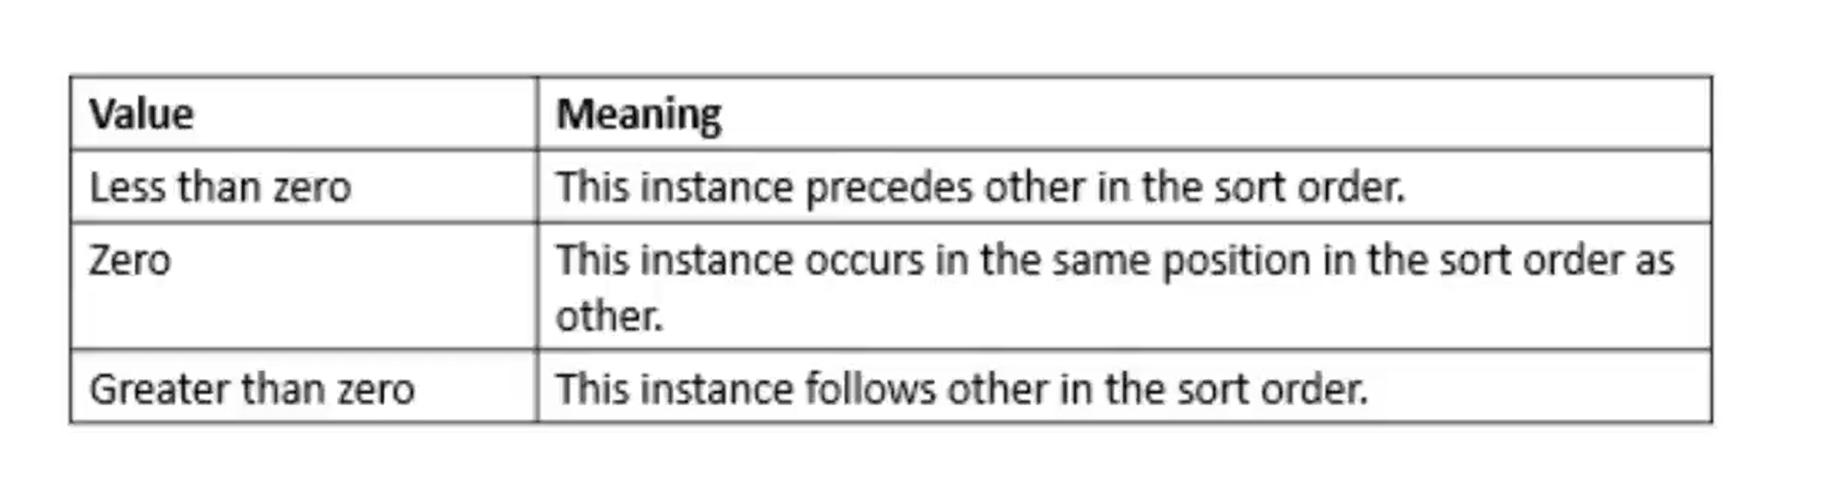 Value
Meaning
Less than zero
This instance precedes other in the sort order.
Zero
This instance occurs in the same position in the sort order as
other.
Greater than zero
This instance follows other in the sort order.